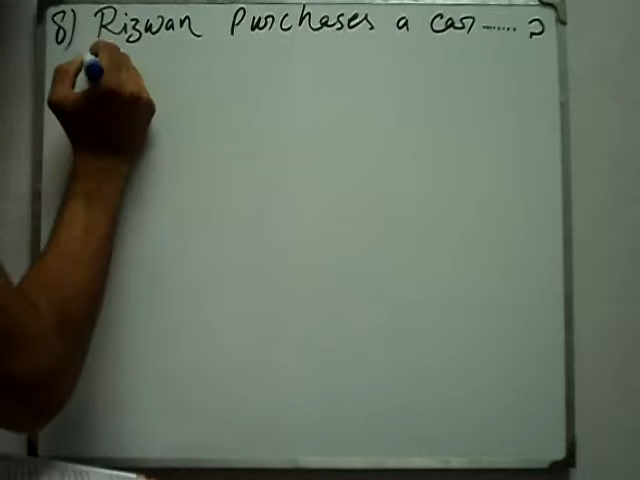 8) Rizwan Purchases a car ...... ?